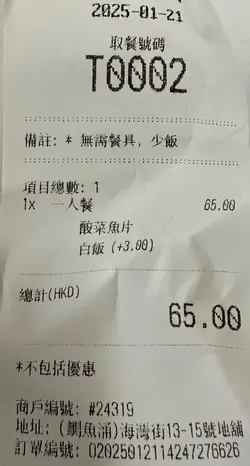 2025-01-21
取餐號碼
T0002
備註: * 無需餐具, 少飯
項目總數: 1
1x 一人餐 65.00
酸菜魚片
白飯 (+3.00)
總計(HKD)
65.00
*不包括優惠
商戶編號: #24319
地址: (鰂魚涌)海灣街13-15號地舖
訂單編號: 02025012114247276626